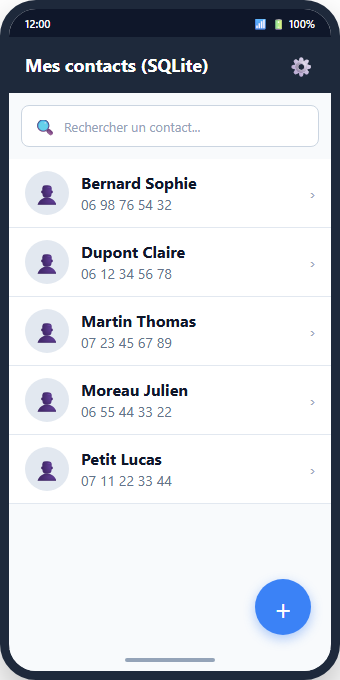 12:00 100%
Mes contacts (SQLite)
Rechercher un contact...
Bernard Sophie
06 98 76 54 32
Dupont Claire
06 12 34 56 78
Martin Thomas
07 23 45 67 89
Moreau Julien
06 55 44 33 22
Petit Lucas
07 11 22 33 44
+